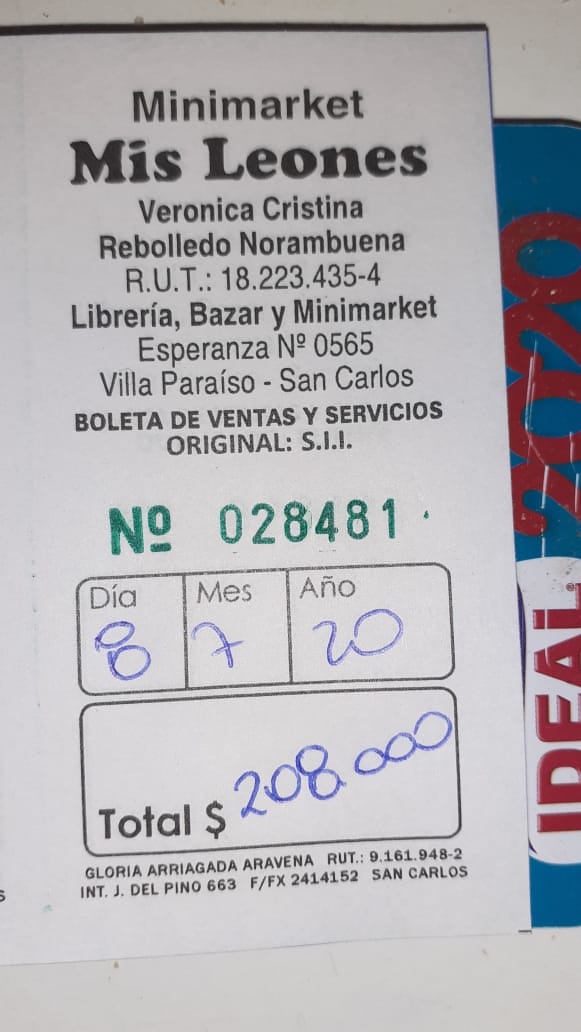 Minimarket
Mis Leones
Veronica Cristina
Rebolledo Norambuena
R.U.T.: 18.223.435-4
Librería, Bazar y Minimarket
Esperanza Nº 0565
Villa Paraíso - San Carlos
BOLETA DE VENTAS Y SERVICIOS
ORIGINAL: S.I.I.
Nº 028481
Día Mes Año
8 7 20
Total $ 208.000
GLORIA ARRIAGADA ARAVENA RUT.: 9.161.948-2
INT. J. DEL PINO 663 F/FX 2414152 SAN CARLOS
2020
IDEAL